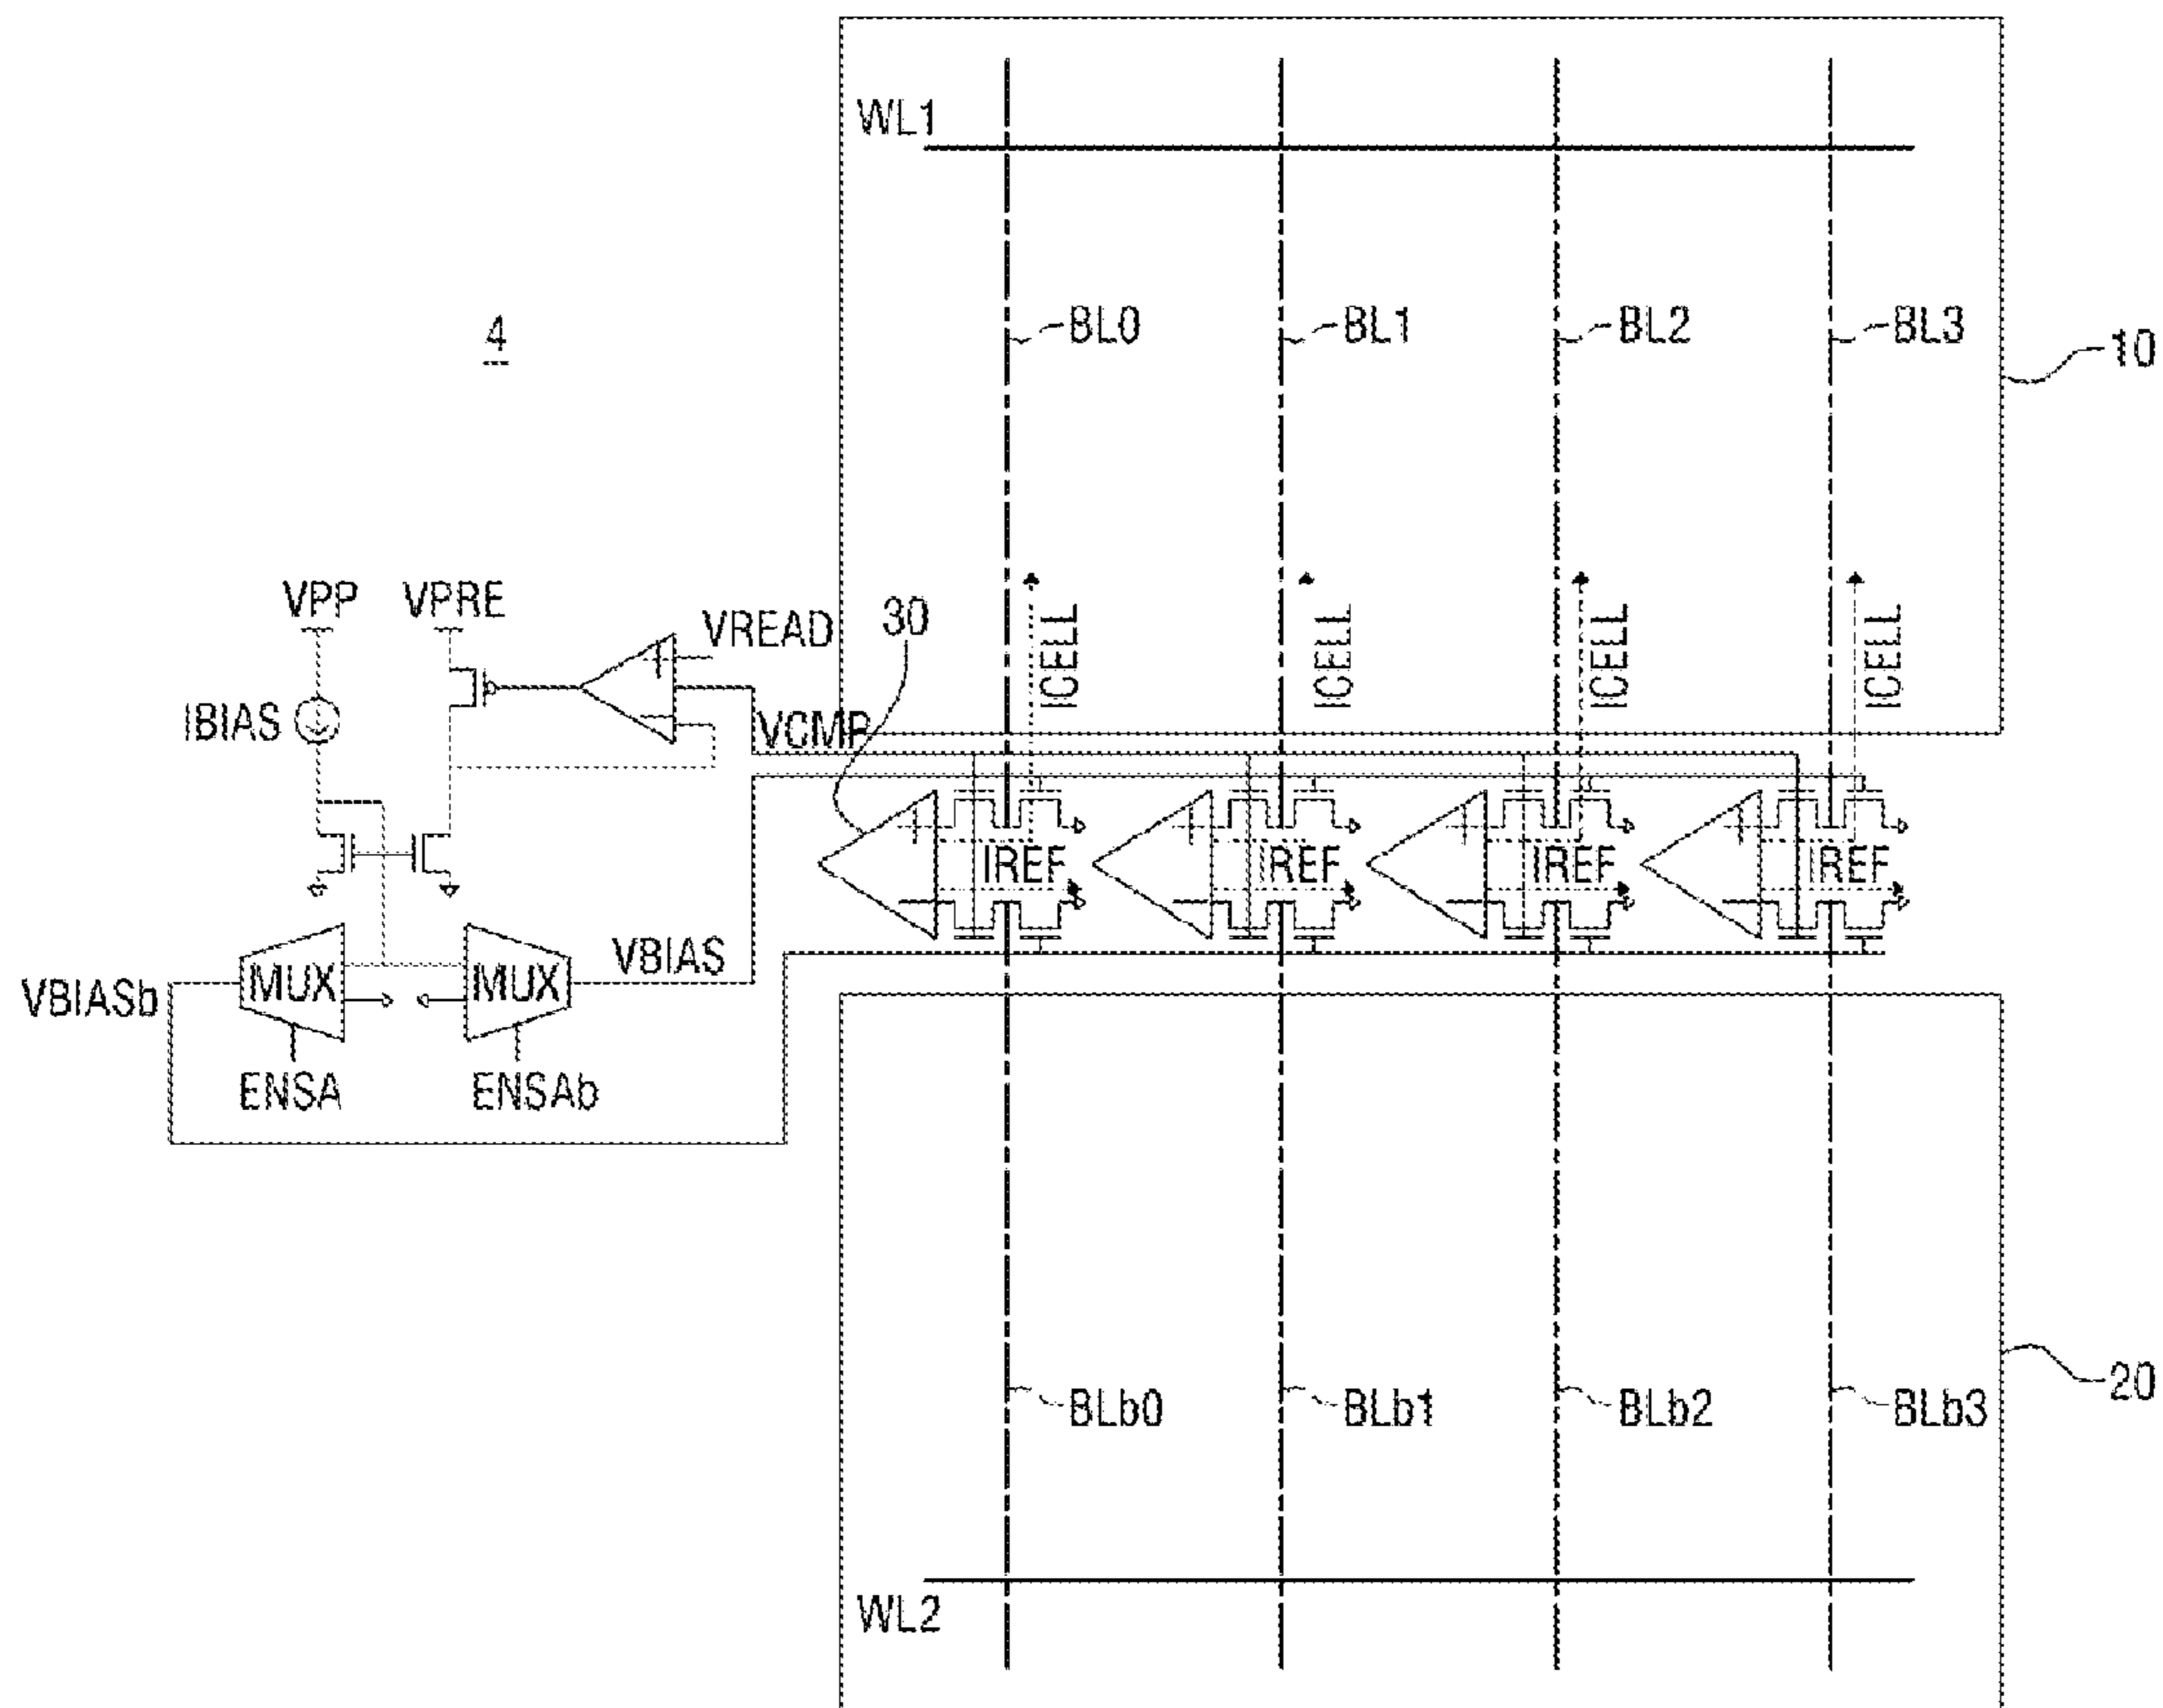 WL1
BL0
BL1
BL2
BL3
10
4
VPP
VPRE
VREAD
30
ICELL
ICELL
ICELL
ICELL
IBIAS
VCMP
IREF
IREF
IREF
IREF
MUX
MUX
VBIAS
VBIASb
ENSA
ENSAb
BLb0
BLb1
BLb2
BLb3
20
WL2